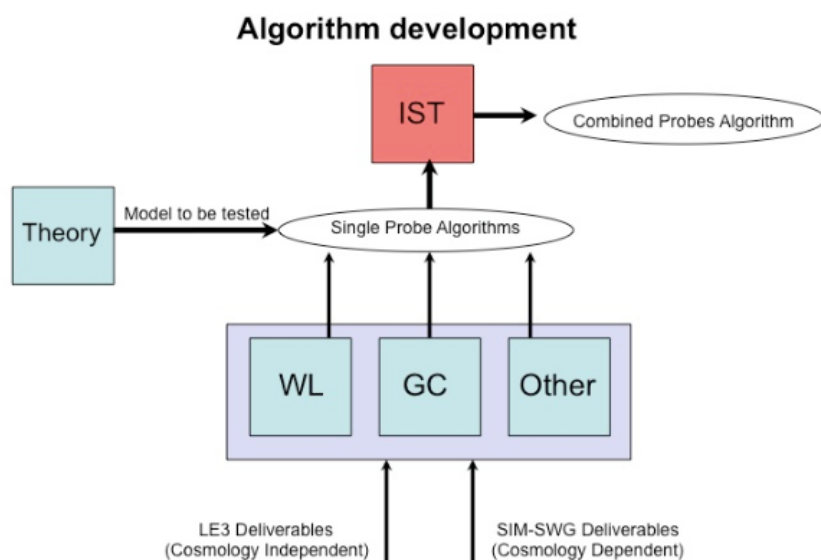 Algorithm development
IST
Combined Probes Algorithm
Theory
Model to be tested
Single Probe Algorithms
WL
GC
Other
LE3 Deliverables
(Cosmology Independent)
SIM-SWG Deliverables
(Cosmology Dependent)